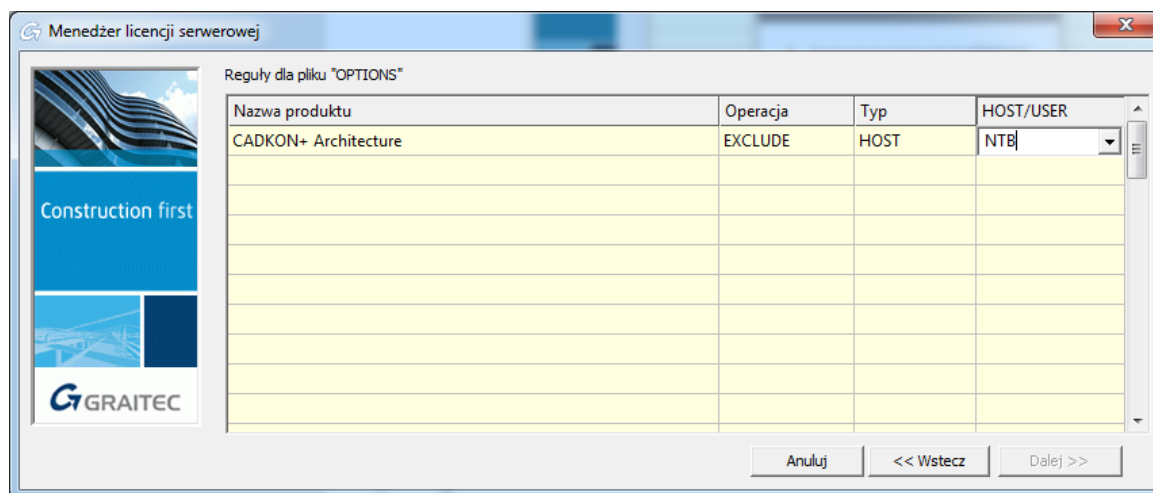 Menedżer licencji serwerowej
Reguły dla pliku "OPTIONS"
Nazwa produktu Operacja Typ HOST/USER
CADKON+ Architecture EXCLUDE HOST NTB
Construction first
GRAITEC
Anuluj << Wstecz Dalej >>